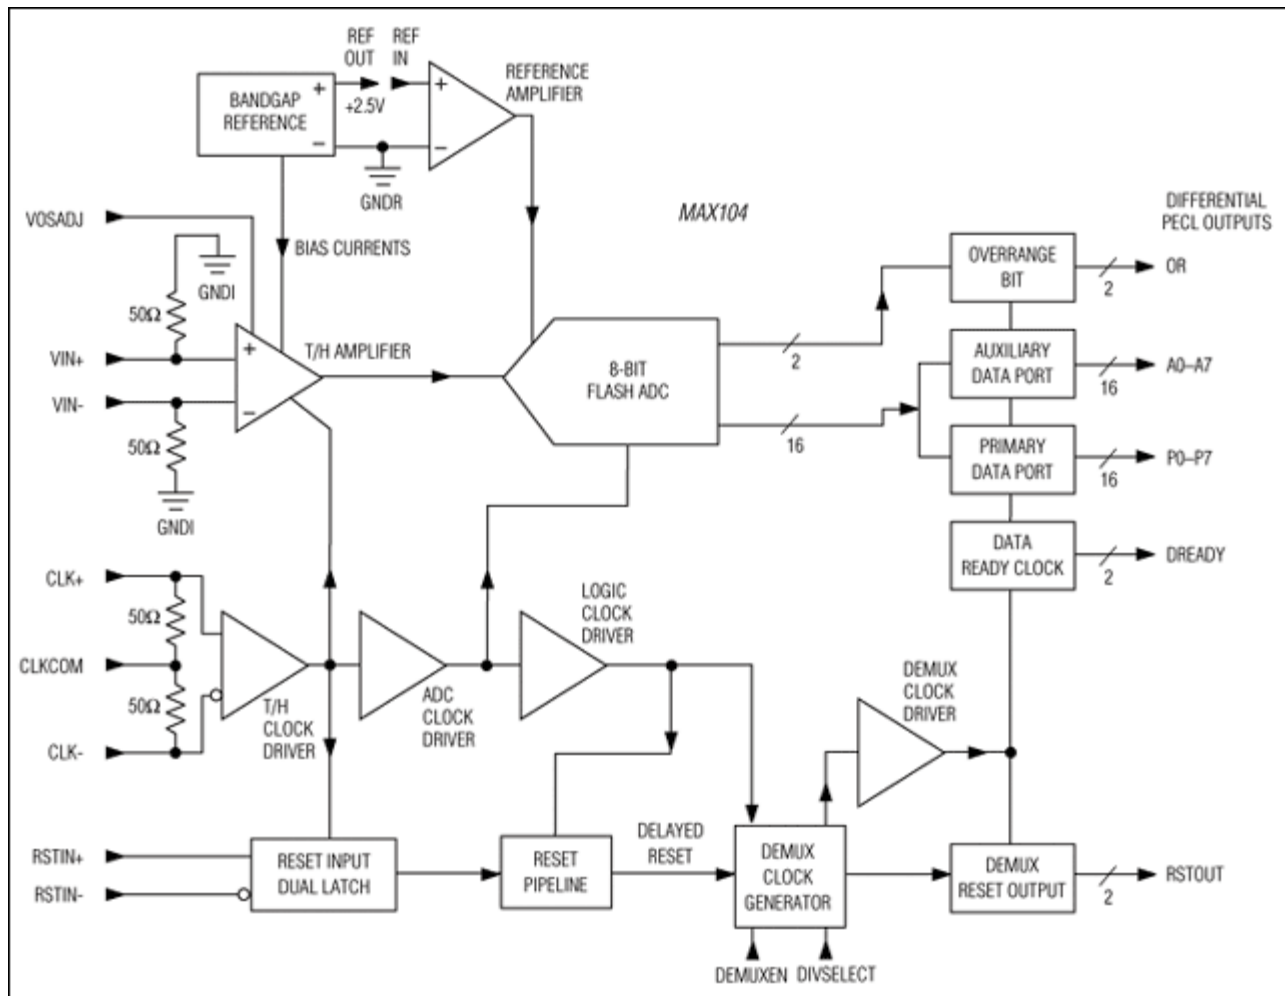 REF OUT
REF IN
+2.5V
BANDGAP
REFERENCE
+
−
+
−
REFERENCE
AMPLIFIER
GNDR
MAX104
DIFFERENTIAL
PECL OUTPUTS
VOSADJ
BIAS CURRENTS
GNDI
50Ω
VIN+
+
T/H AMPLIFIER
VIN-
−
50Ω
GNDI
8-BIT
FLASH ADC
2
16
OVERRANGE
BIT
2
OR
AUXILIARY
DATA PORT
16
A0–A7
PRIMARY
DATA PORT
16
P0–P7
DATA
READY CLOCK
2
DREADY
CLK+
50Ω
CLKCOM
50Ω
CLK-
T/H
CLOCK
DRIVER
ADC
CLOCK
DRIVER
LOGIC
CLOCK
DRIVER
DEMUX
CLOCK
DRIVER
RSTIN+
RSTIN-
RESET INPUT
DUAL LATCH
RESET
PIPELINE
DELAYED
RESET
DEMUX
CLOCK
GENERATOR
DEMUX
RESET OUTPUT
2
RSTOUT
DEMUXEN
DIVSELECT